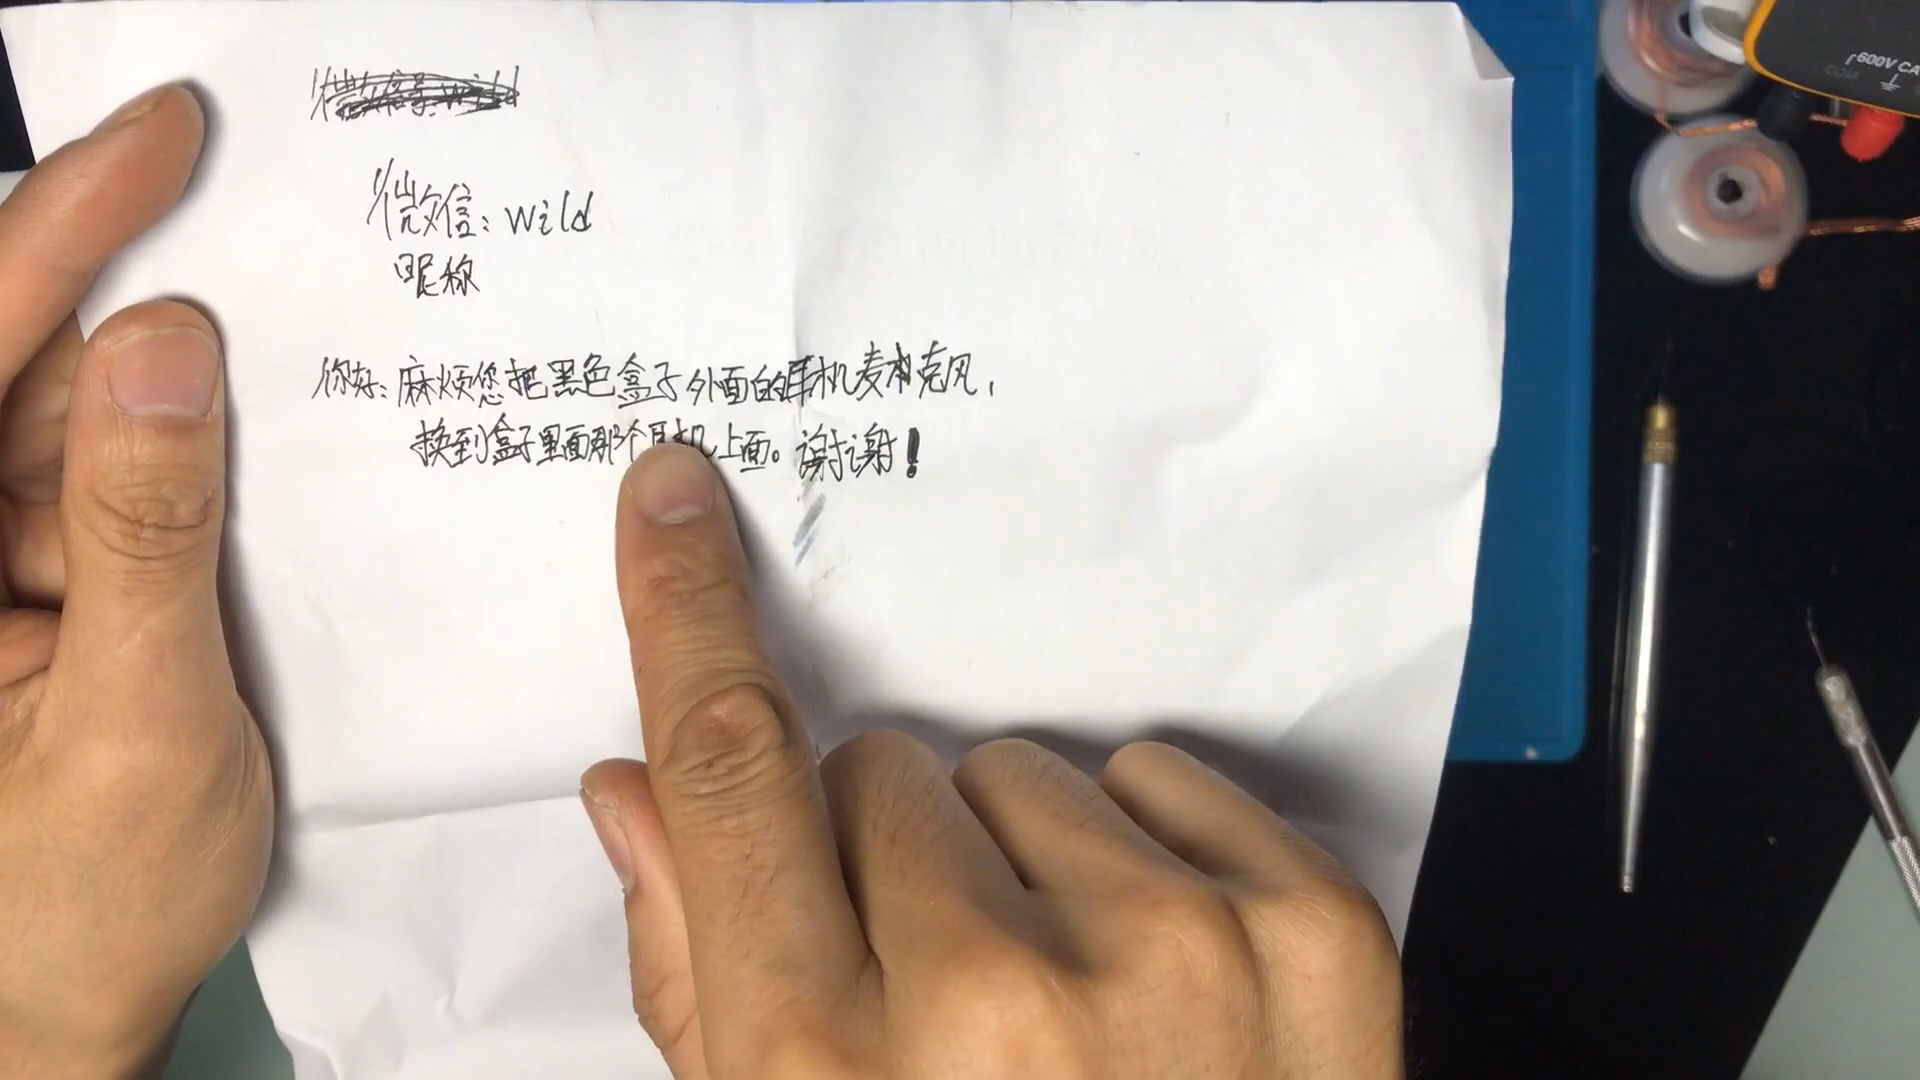 微信: wild
昵称
你好: 麻烦您把黑色盒子外面的耳机麦克风,
换到盒子里面那个耳机上面。谢谢!
600V CA
COM